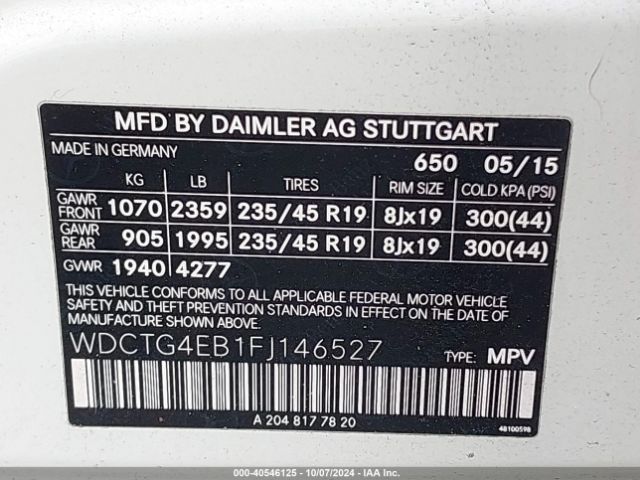 MFD BY DAIMLER AG STUTTGART
MADE IN GERMANY 650 05/15
KG LB TIRES RIM SIZE COLD KPA (PSI)
GAWR FRONT 1070 2359 235/45 R19 8Jx19 300(44)
GAWR REAR 905 1995 235/45 R19 8Jx19 300(44)
GVWR 1940 4277
THIS VEHICLE CONFORMS TO ALL APPLICABLE FEDERAL MOTOR VEHICLE
SAFETY AND THEFT PREVENTION STANDARDS IN EFFECT ON THE DATE OF
MANUFACTURE SHOWN ABOVE.
WDCTG4EB1FJ146527 TYPE: MPV
A 204 817 78 20
48100598
000-40546125 - 10/07/2024 - IAA Inc.